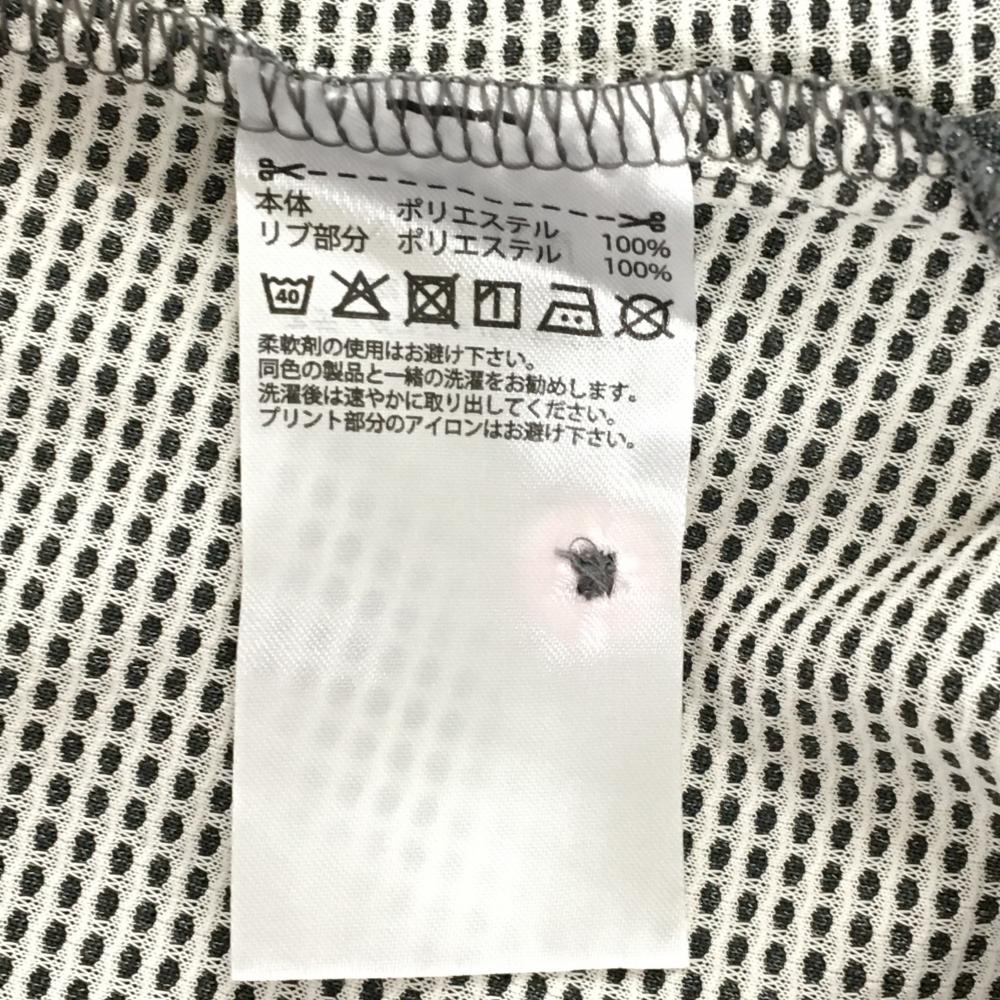 本体 ポリエステル 100%
リブ部分 ポリエステル 100%
40
柔軟剤の使用はお避け下さい。
同色の製品と一緒の洗濯をお勧めします。
洗濯後は速やかに取り出してください。
プリント部分のアイロンはお避け下さい。